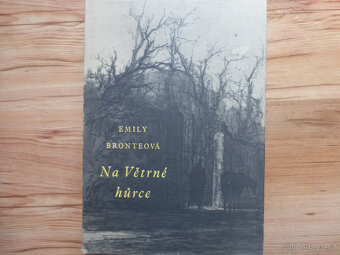 EMILY
BRONTEOVÁ
Na Větrné
hůrce